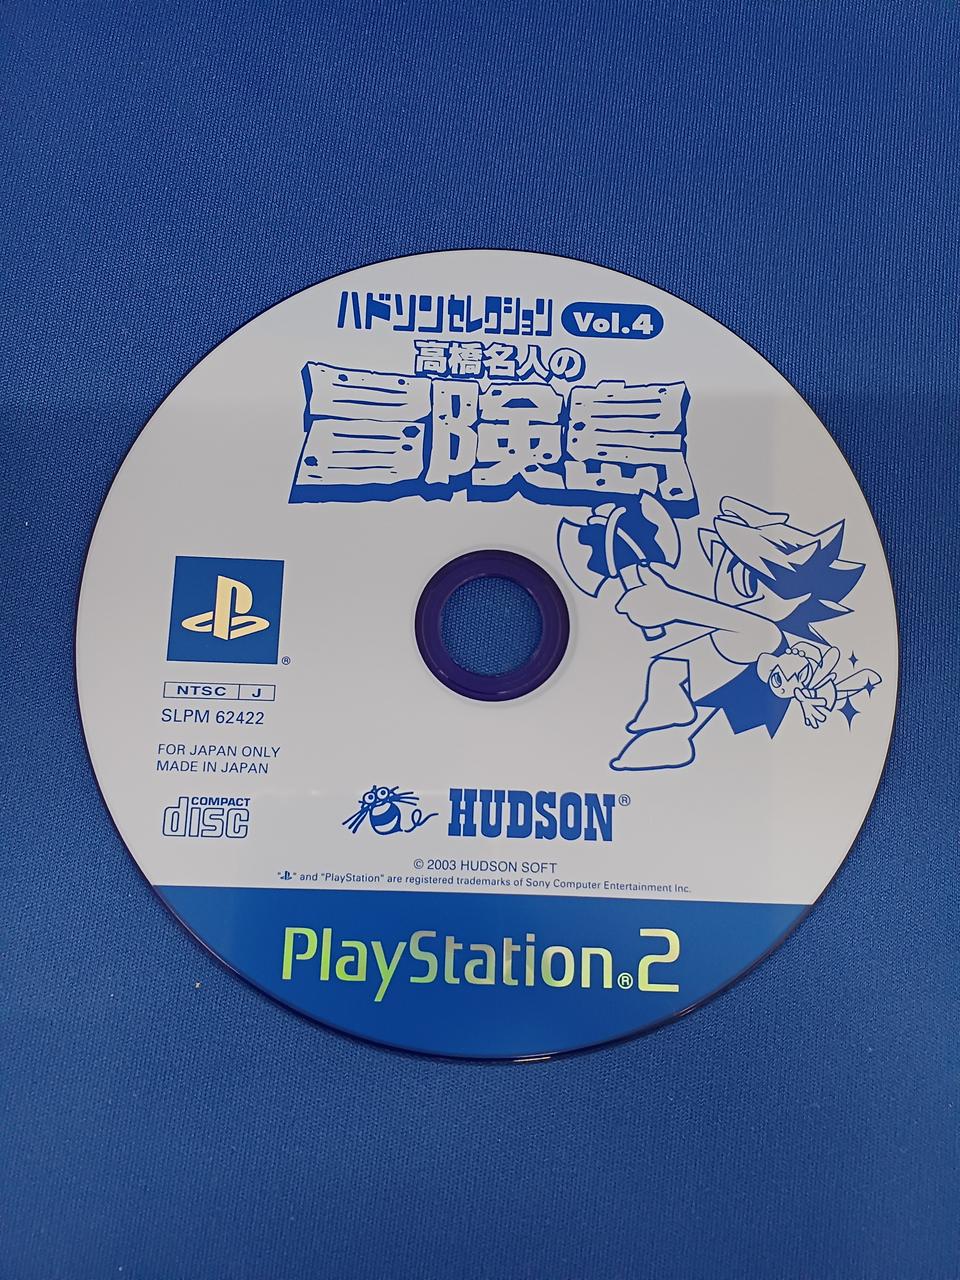 ハドソンセレクション Vol.4
高橋名人の
冒険島
®
NTSC J
SLPM 62422
FOR JAPAN ONLY
MADE IN JAPAN
COMPACT
disc
HUDSON®
© 2003 HUDSON SOFT
" " and "PlayStation" are registered trademarks of Sony Computer Entertainment Inc.
PlayStation®2